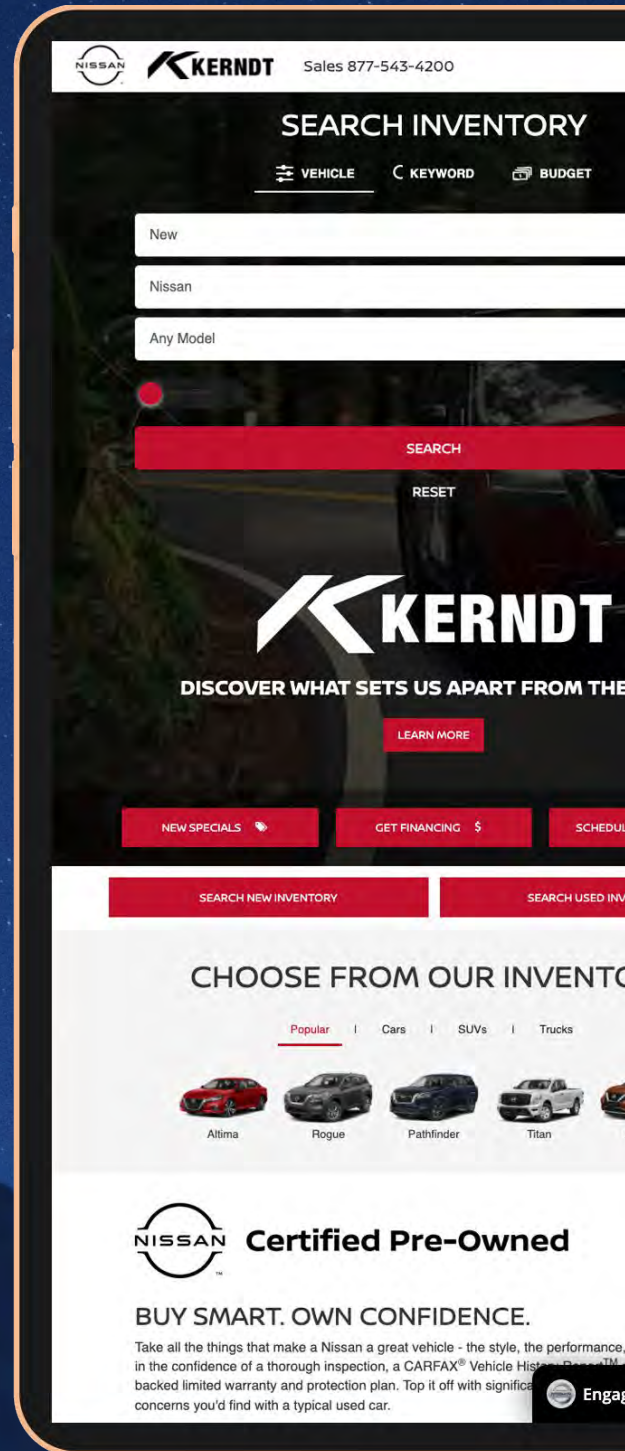 NISSAN KERNDT Sales 877-543-4200
SEARCH INVENTORY
VEHICLE KEYWORD BUDGET
New
Nissan
Any Model
SEARCH
RESET
KERNDT
DISCOVER WHAT SETS US APART FROM THE
LEARN MORE
NEW SPECIALS GET FINANCING $ SCHEDUL
SEARCH NEW INVENTORY SEARCH USED INV
CHOOSE FROM OUR INVENTO
Popular | Cars | SUVs | Trucks
Altima Rogue Pathfinder Titan
NISSAN Certified Pre-Owned
BUY SMART. OWN CONFIDENCE.
Take all the things that make a Nissan a great vehicle - the style, the performance,
in the confidence of a thorough inspection, a CARFAX® Vehicle History Report™
backed limited warranty and protection plan. Top it off with significa
concerns you'd find with a typical used car.
Engag